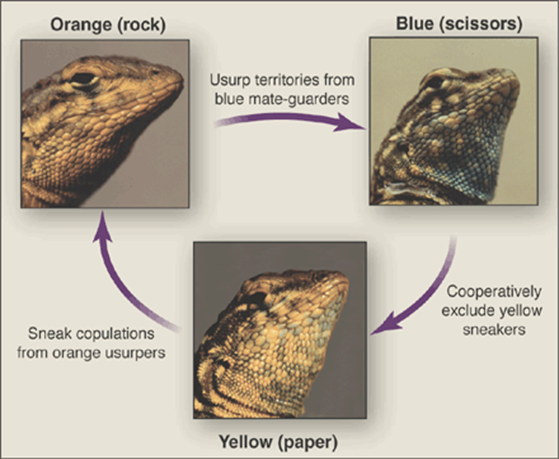 Orange (rock)
Blue (scissors)
Usurp territories from
blue mate-guarders
Cooperatively
exclude yellow
sneakers
Sneak copulations
from orange usurpers
Yellow (paper)